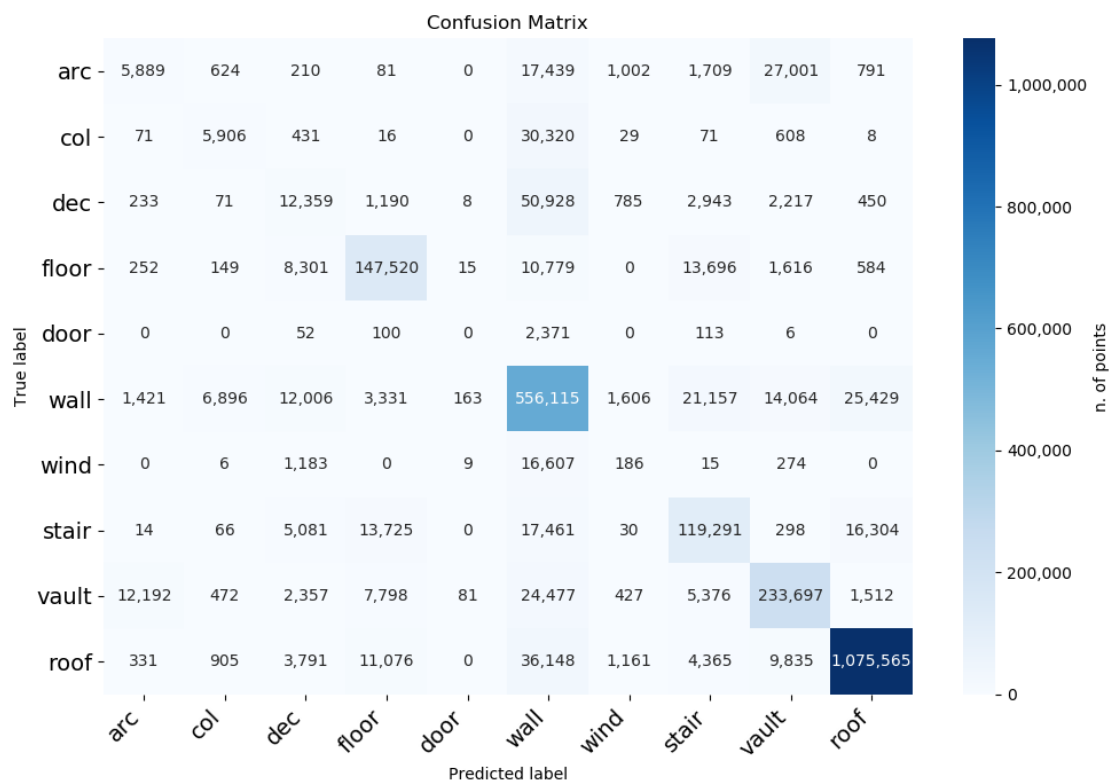 Confusion Matrix
arc 5,889 624 210 81 0 17,439 1,002 1,709 27,001 791
col 71 5,906 431 16 0 30,320 29 71 608 8
dec 233 71 12,359 1,190 8 50,928 785 2,943 2,217 450
floor 252 149 8,301 147,520 15 10,779 0 13,696 1,616 584
door 0 0 52 100 0 2,371 0 113 6 0
wall 1,421 6,896 12,006 3,331 163 556,115 1,606 21,157 14,064 25,429
wind 0 6 1,183 0 9 16,607 186 15 274 0
stair 14 66 5,081 13,725 0 17,461 30 119,291 298 16,304
vault 12,192 472 2,357 7,798 81 24,477 427 5,376 233,697 1,512
roof 331 905 3,791 11,076 0 36,148 1,161 4,365 9,835 1,075,565
arc col dec floor door wall wind stair vault roof
Predicted label
True label
1,000,000
800,000
600,000
400,000
200,000
0
n. of points